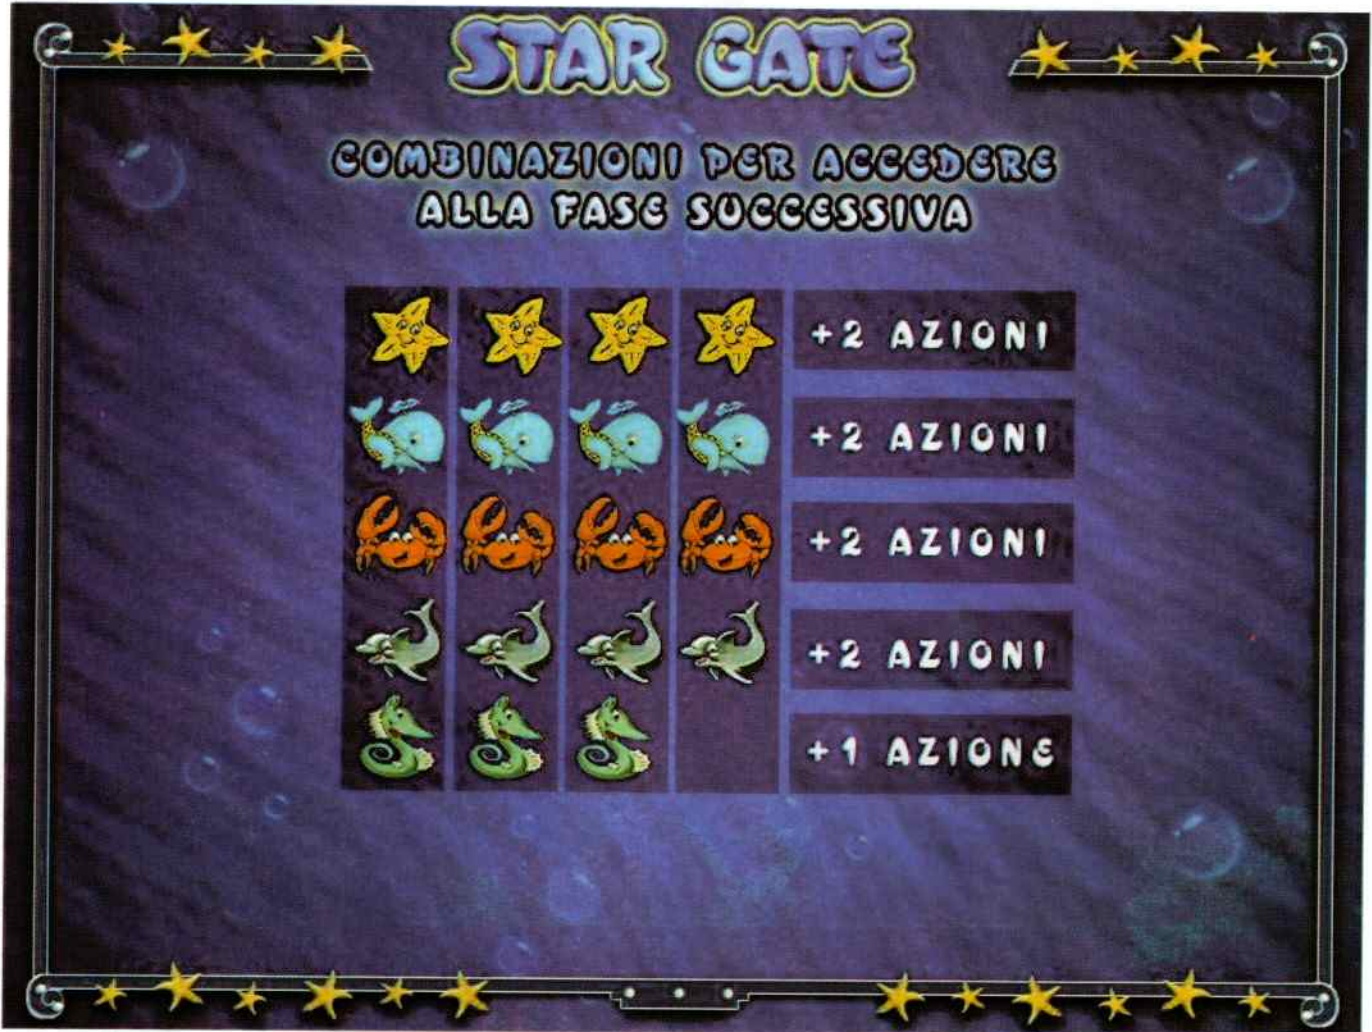 STAR GATE
COMBINAZIONI PER ACCEDERE
ALLA FASE SUCCESSIVA
+2 AZIONI
+2 AZIONI
+2 AZIONI
+2 AZIONI
+1 AZIONE